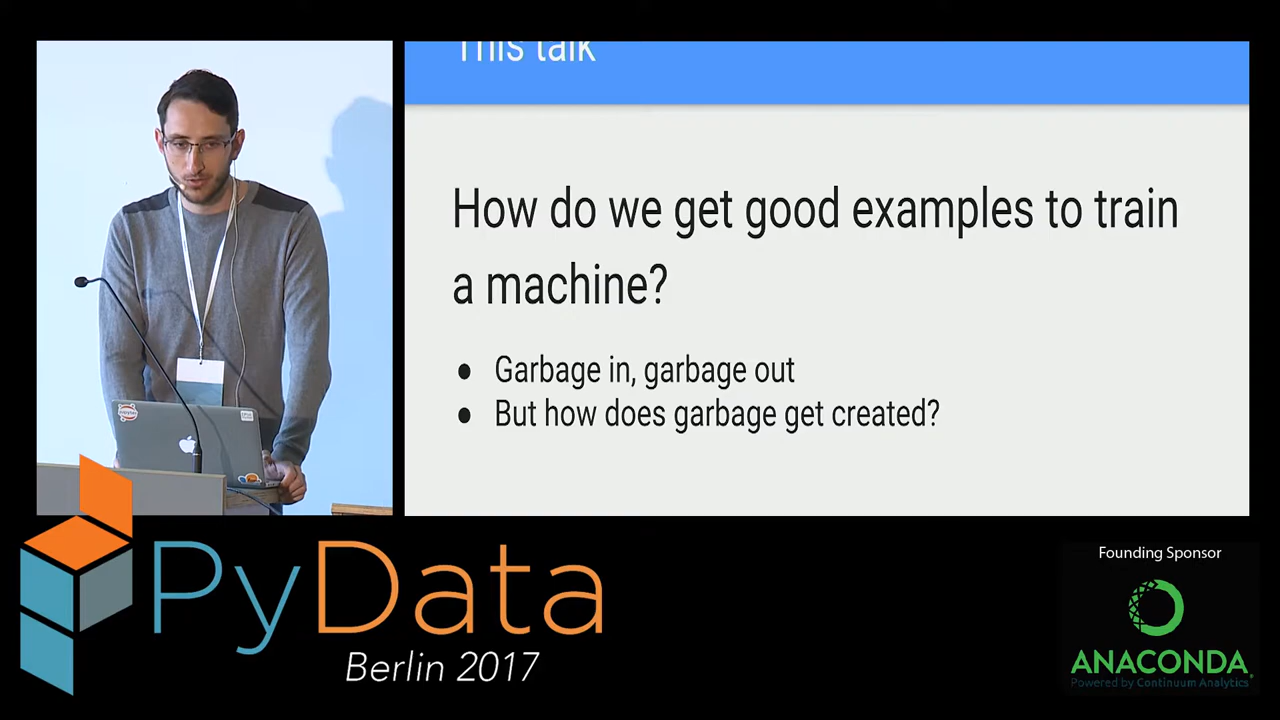 This talk
How do we get good examples to train
a machine?
● Garbage in, garbage out
● But how does garbage get created?
PyData
Berlin 2017
Founding Sponsor
ANACONDA
Powered by Continuum Analytics